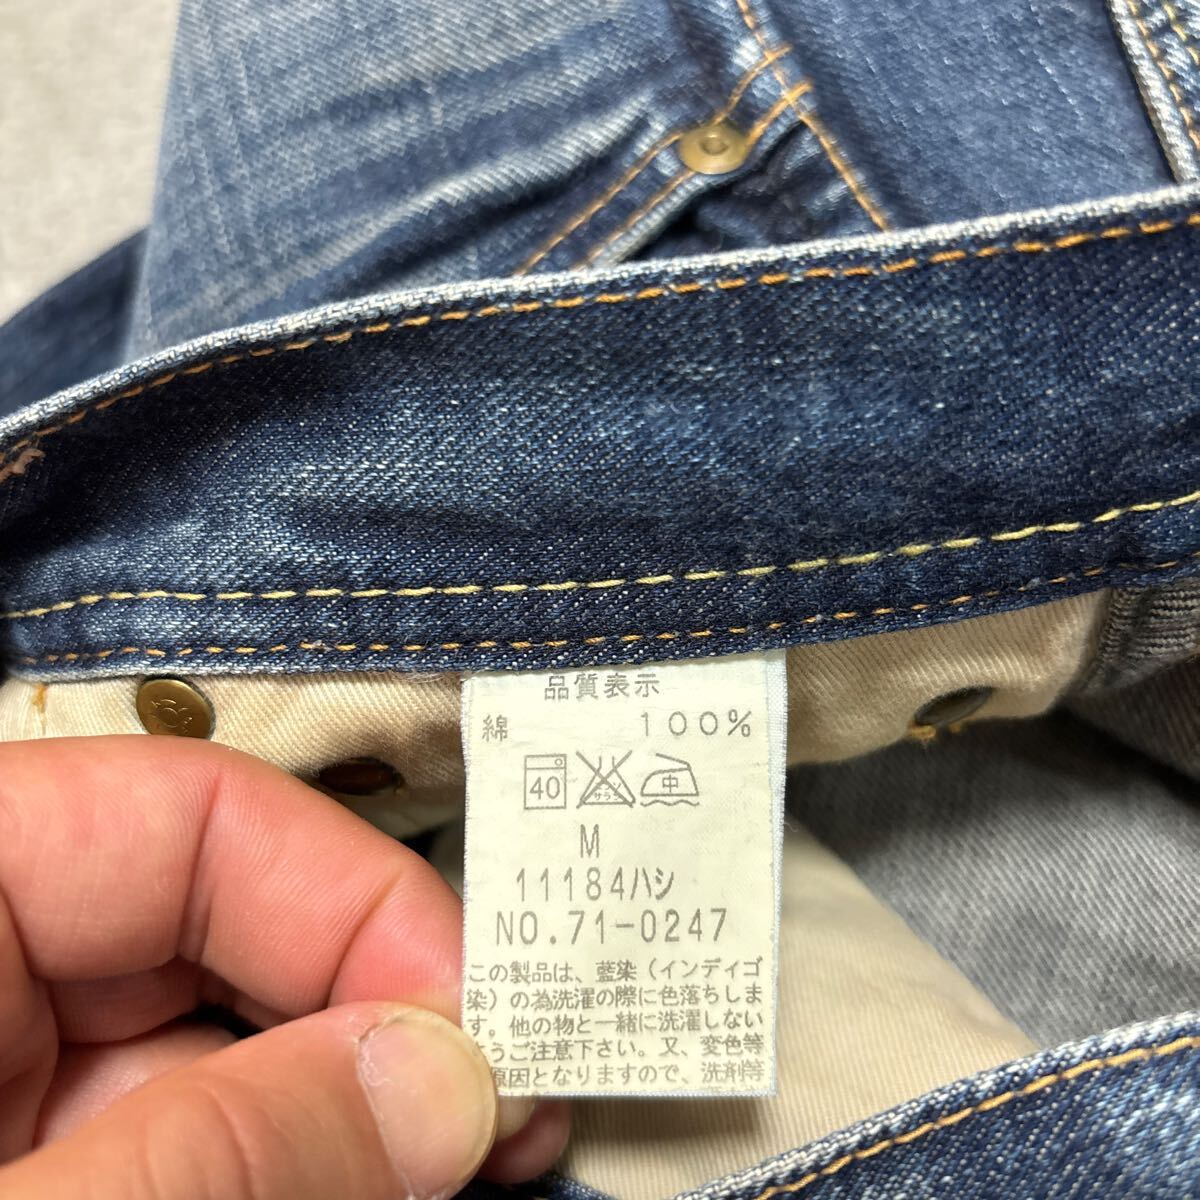 品質表示
綿 100%
40 サラシ 中
M
11184ハシ
NO.71-0247
この製品は、藍染(インディゴ
染)の為洗濯の際に色落ちしま
す。他の物と一緒に洗濯しない
ようご注意下さい。又、変色等
原因となりますので、洗剤等